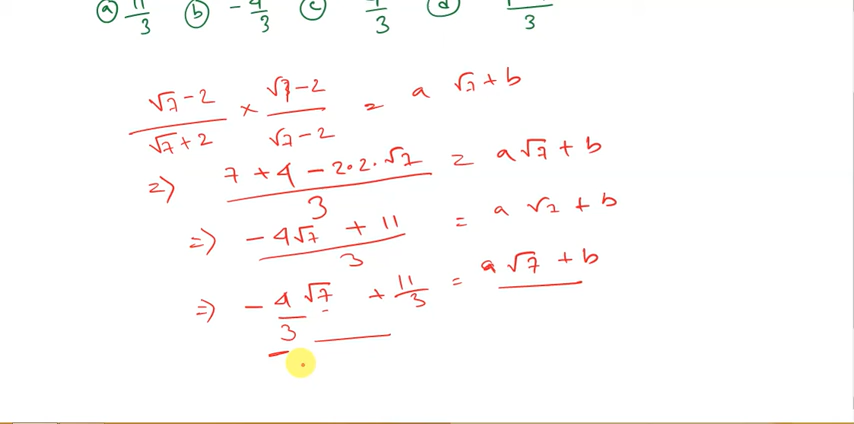 ⓐ 11/3 ⓑ -4/3 ⓒ 4/3 ⓓ /3
(√7 - 2)/(√7 + 2) × (√7 - 2)/(√7 - 2) = a √7 + b
=> (7 + 4 - 2·2·√7)/3 = a√7 + b
=> (-4√7 + 11)/3 = a √7 + b
=> -4/3 √7 + 11/3 = a√7 + b